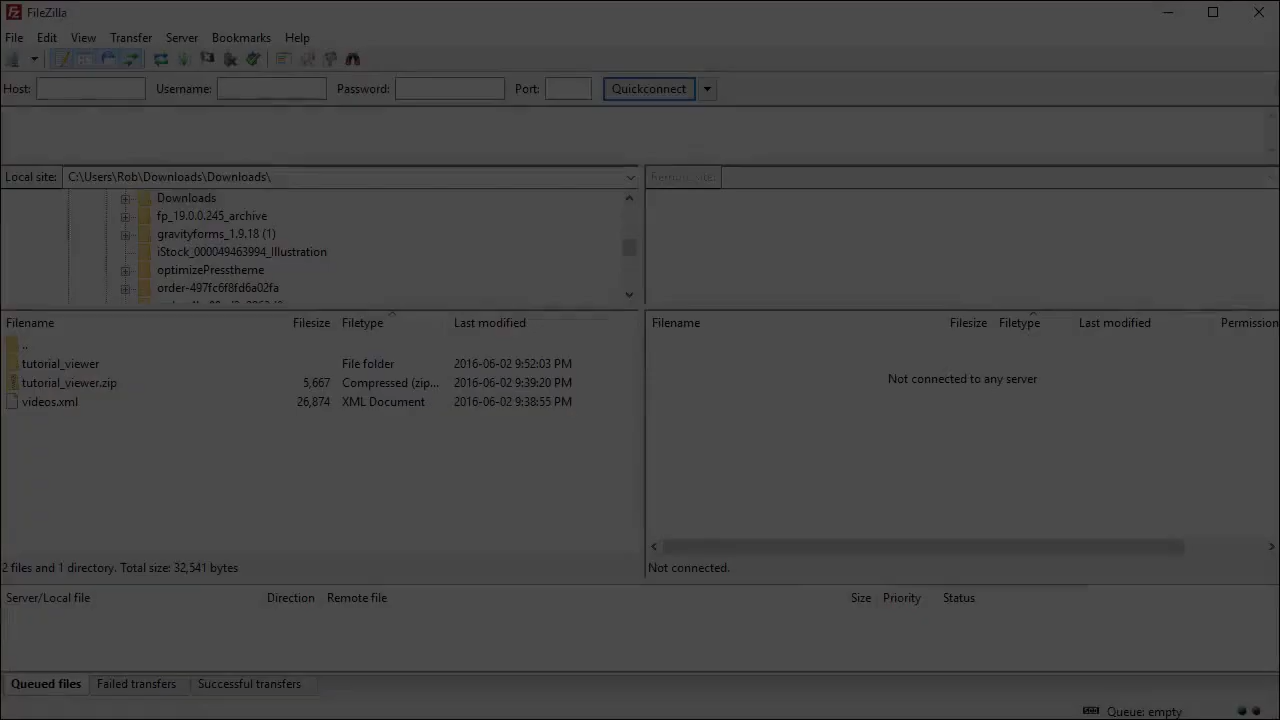 FileZilla
File Edit View Transfer Server Bookmarks Help
Host: Username: Password: Port: Quickconnect
Local site: C:\Users\Rob\Downloads\Downloads\ Remote site:
Downloads
fp_19.0.0.245_archive
gravityforms_1.9.18 (1)
iStock_000049463994_Illustration
optimizePresstheme
order-497fc6f8fd6a02fa
Filename Filesize Filetype Last modified Filename Filesize Filetype Last modified Permission
..
tutorial_viewer File folder 2016-06-02 9:52:03 PM Not connected to any server
tutorial_viewer.zip 5,667 Compressed (zip... 2016-06-02 9:39:20 PM
videos.xml 26,874 XML Document 2016-06-02 9:38:55 PM
2 files and 1 directory. Total size: 32,541 bytes Not connected.
Server/Local file Direction Remote file Size Priority Status
Queued files Failed transfers Successful transfers
Queue: empty